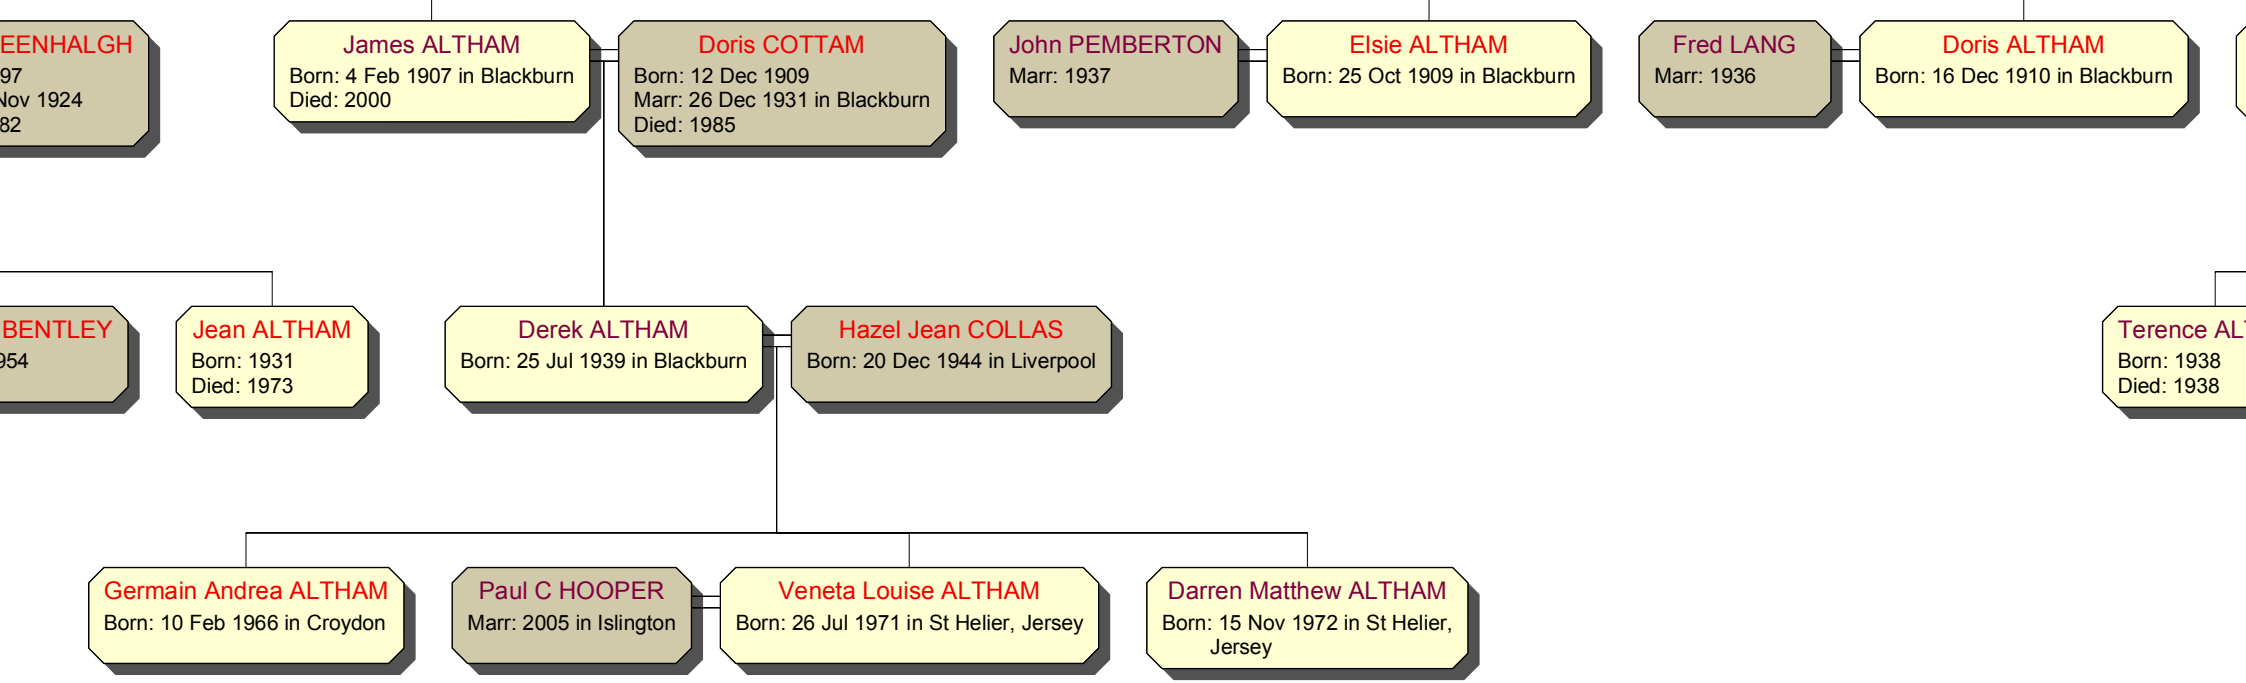 EENHALGH
97
Nov 1924
82
James ALTHAM
Born: 4 Feb 1907 in Blackburn
Died: 2000
Doris COTTAM
Born: 12 Dec 1909
Marr: 26 Dec 1931 in Blackburn
Died: 1985
John PEMBERTON
Marr: 1937
Elsie ALTHAM
Born: 25 Oct 1909 in Blackburn
Fred LANG
Marr: 1936
Doris ALTHAM
Born: 16 Dec 1910 in Blackburn
BENTLEY
954
Jean ALTHAM
Born: 1931
Died: 1973
Derek ALTHAM
Born: 25 Jul 1939 in Blackburn
Hazel Jean COLLAS
Born: 20 Dec 1944 in Liverpool
Terence ALT
Born: 1938
Died: 1938
Germain Andrea ALTHAM
Born: 10 Feb 1966 in Croydon
Paul C HOOPER
Marr: 2005 in Islington
Veneta Louise ALTHAM
Born: 26 Jul 1971 in St Helier, Jersey
Darren Matthew ALTHAM
Born: 15 Nov 1972 in St Helier,
Jersey